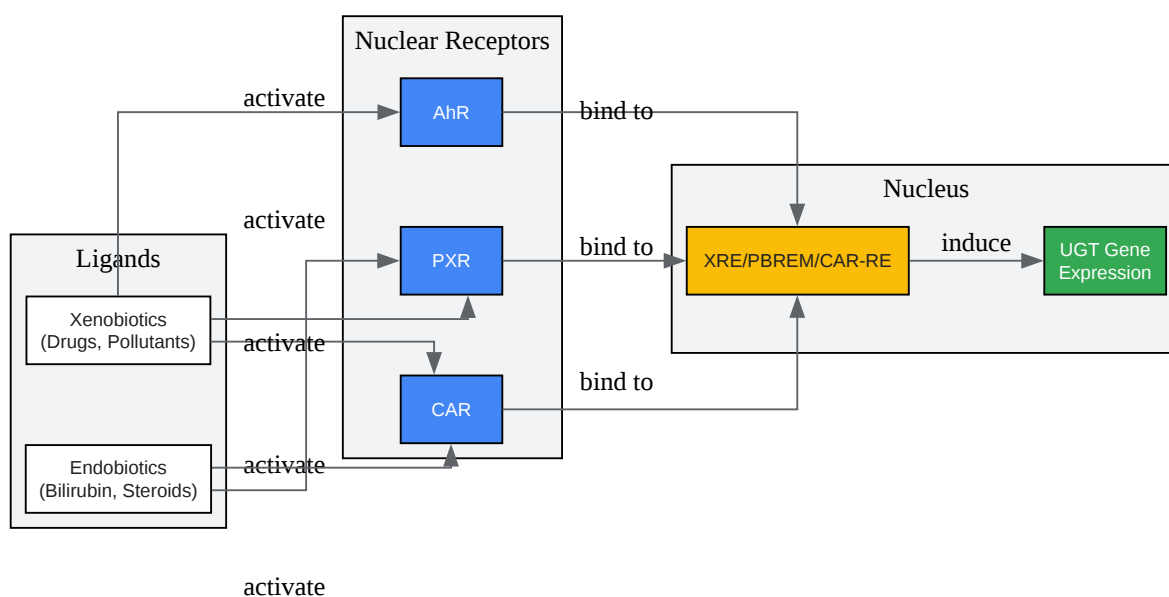 Nuclear Receptors
activate
AhR
bind to
Nucleus
activate
PXR
bind to
XRE/PBREM/CAR-RE
induce
UGT Gene
Expression
Ligands
Xenobiotics
(Drugs, Pollutants)
activate
CAR
bind to
Endobiotics
(Bilirubin, Steroids)
activate
activate